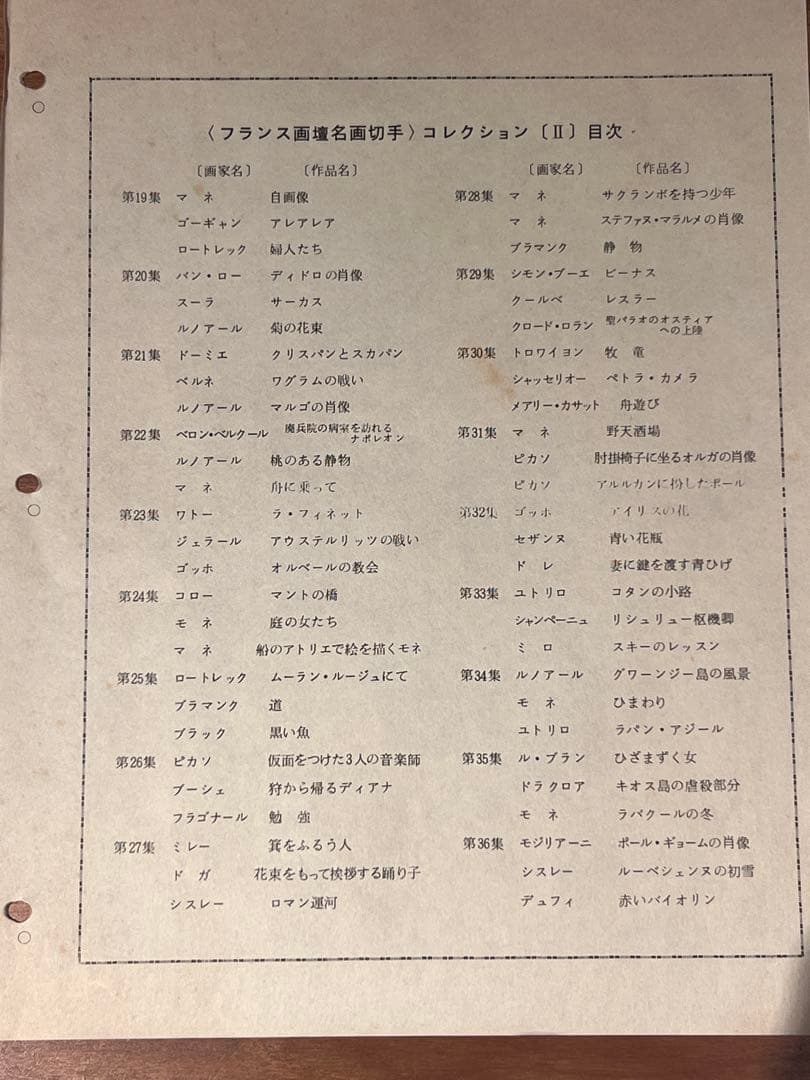 〈フランス画壇名画切手〉コレクション〔Ⅱ〕目次
〔画家名〕 〔作品名〕
第19集 マネ 自画像
ゴーギャン アレアレア
ロートレック 婦人たち
第20集 バン・ロー ディドロの肖像
スーラ サーカス
ルノアール 菊の花束
第21集 ドーミエ クリスパンとスカパン
ベルネ ワグラムの戦い
ルノアール マルゴの肖像
第22集 ベロン・ベルクール 廃兵院の病室を訪れる
ナポレオン
ルノアール 桃のある静物
マネ 舟に乗って
第23集 ワトー ラ・フィネット
ジェラール アウステルリッツの戦い
ゴッホ オルベールの教会
第24集 コロー マントの橋
モネ 庭の女たち
マネ 船のアトリエで絵を描くモネ
第25集 ロートレック ムーラン・ルージュにて
ブラマンク 道
ブラック 黒い魚
第26集 ピカソ 仮面をつけた3人の音楽師
ブーシェ 狩から帰るディアナ
フラゴナール 勉強
第27集 ミレー 箕をふるう人
ドガ 花束をもって挨拶する踊り子
シスレー ロマン運河
〔画家名〕 〔作品名〕
第28集 マネ サクランボを持つ少年
マネ ステファヌ・マラルメの肖像
ブラマンク 静物
第29集 シモン・ブーエ ビーナス
クールベ レスラー
クロード・ロラン 聖パラオのオスティア
への上陸
第30集 トロワイヨン 牧竜
シャッセリオー ペトラ・カメラ
メアリー・カサット 舟遊び
第31集 マネ 野天酒場
ピカソ 肘掛椅子に坐るオルガの肖像
ピカソ アルルカンに扮したポール
第32集 ゴッホ アイリスの花
セザンヌ 青い花瓶
ドレ 妻に鍵を渡す青ひげ
第33集 ユトリロ コタンの小路
シャンペーニュ リシュリュー枢機卿
ミロ スキーのレッスン
第34集 ルノアール グワーンジー島の風景
モネ ひまわり
ユトリロ ラパン・アジール
第35集 ル・ブラン ひざまずく女
ドラクロア キオス島の虐殺部分
モネ ラバクールの冬
第36集 モジリアーニ ポール・ギョームの肖像
シスレー ルーベシェンヌの初雪
デュフィ 赤いバイオリン